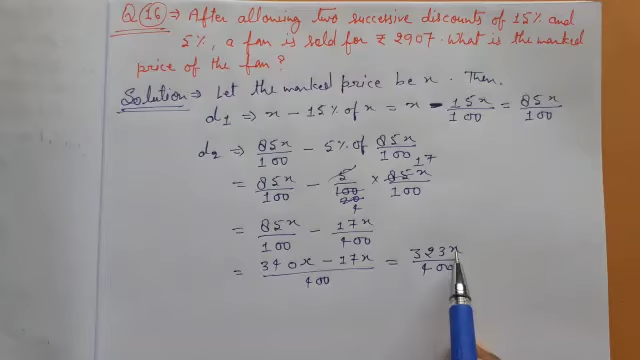 Q(16) ⇒ After allowing two successive discounts of 15% and
5%, a fan is sold for ₹ 2907. What is the marked
price of the fan?
Solution ⇒ Let the marked price be x. Then,
d₁ ⇒ x - 15% of x = x - 15x/100 = 85x/100
d₂ ⇒ 85x/100 - 5% of 85x/100
= 85x/100 - 5/100 × 85x/100 17 20 4
= 85x/100 - 17x/400
= 340x - 17x/400 = 323x/400